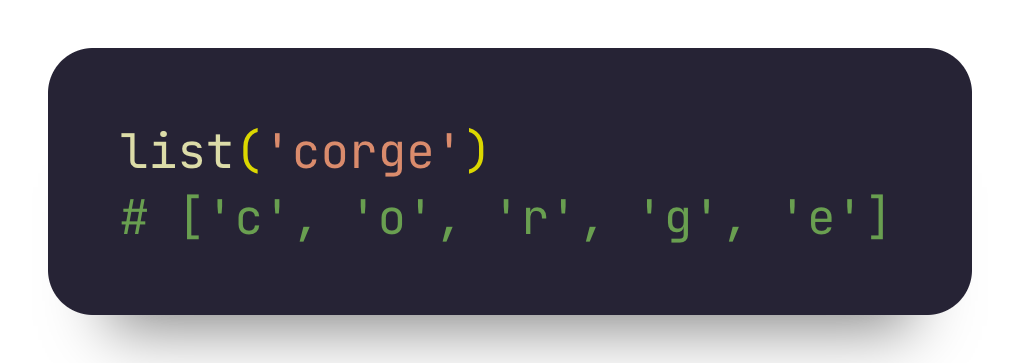 list('corge')
# ['c', 'o', 'r', 'g', 'e']